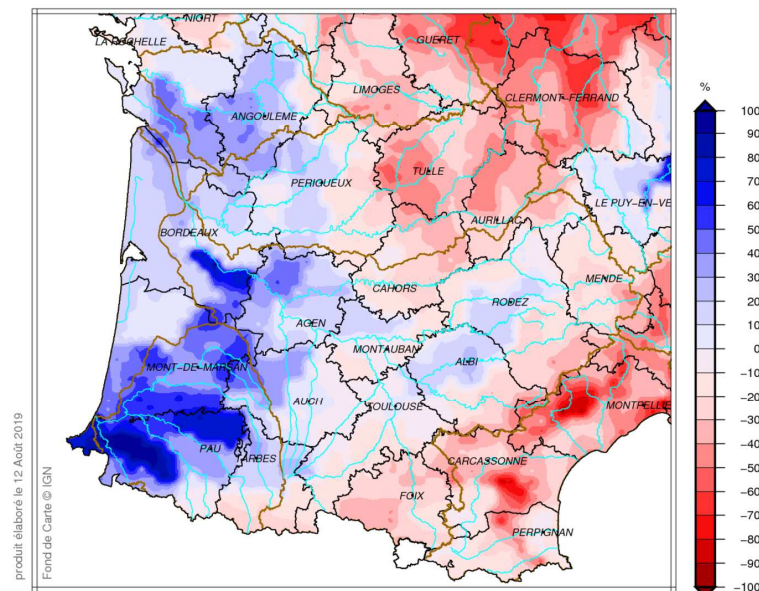 NIORT
LA ROCHELLE
GUERET
%
LIMOGES
CLERMONT-FERRAND
100
ANGOULEME
90
80
70
TULLE
PERIGUEUX
60
LE PUY-EN-VE
50
AURILLAC
40
BORDEAUX
30
MENDE
20
CAHORS
RODEZ
10
AGEN
0
MONTAUBAN
-10
ALBI
MONT-DE-MARSAN
-20
AUCH
TOULOUSE
MONTPELLIE
-30
-40
PAU
ARBES
CARCASSONNE
-50
-60
FOIX
-70
PERPIGNAN
-80
-90
-100
produit élaboré le 12 Août 2019
Fond de Carte © IGN